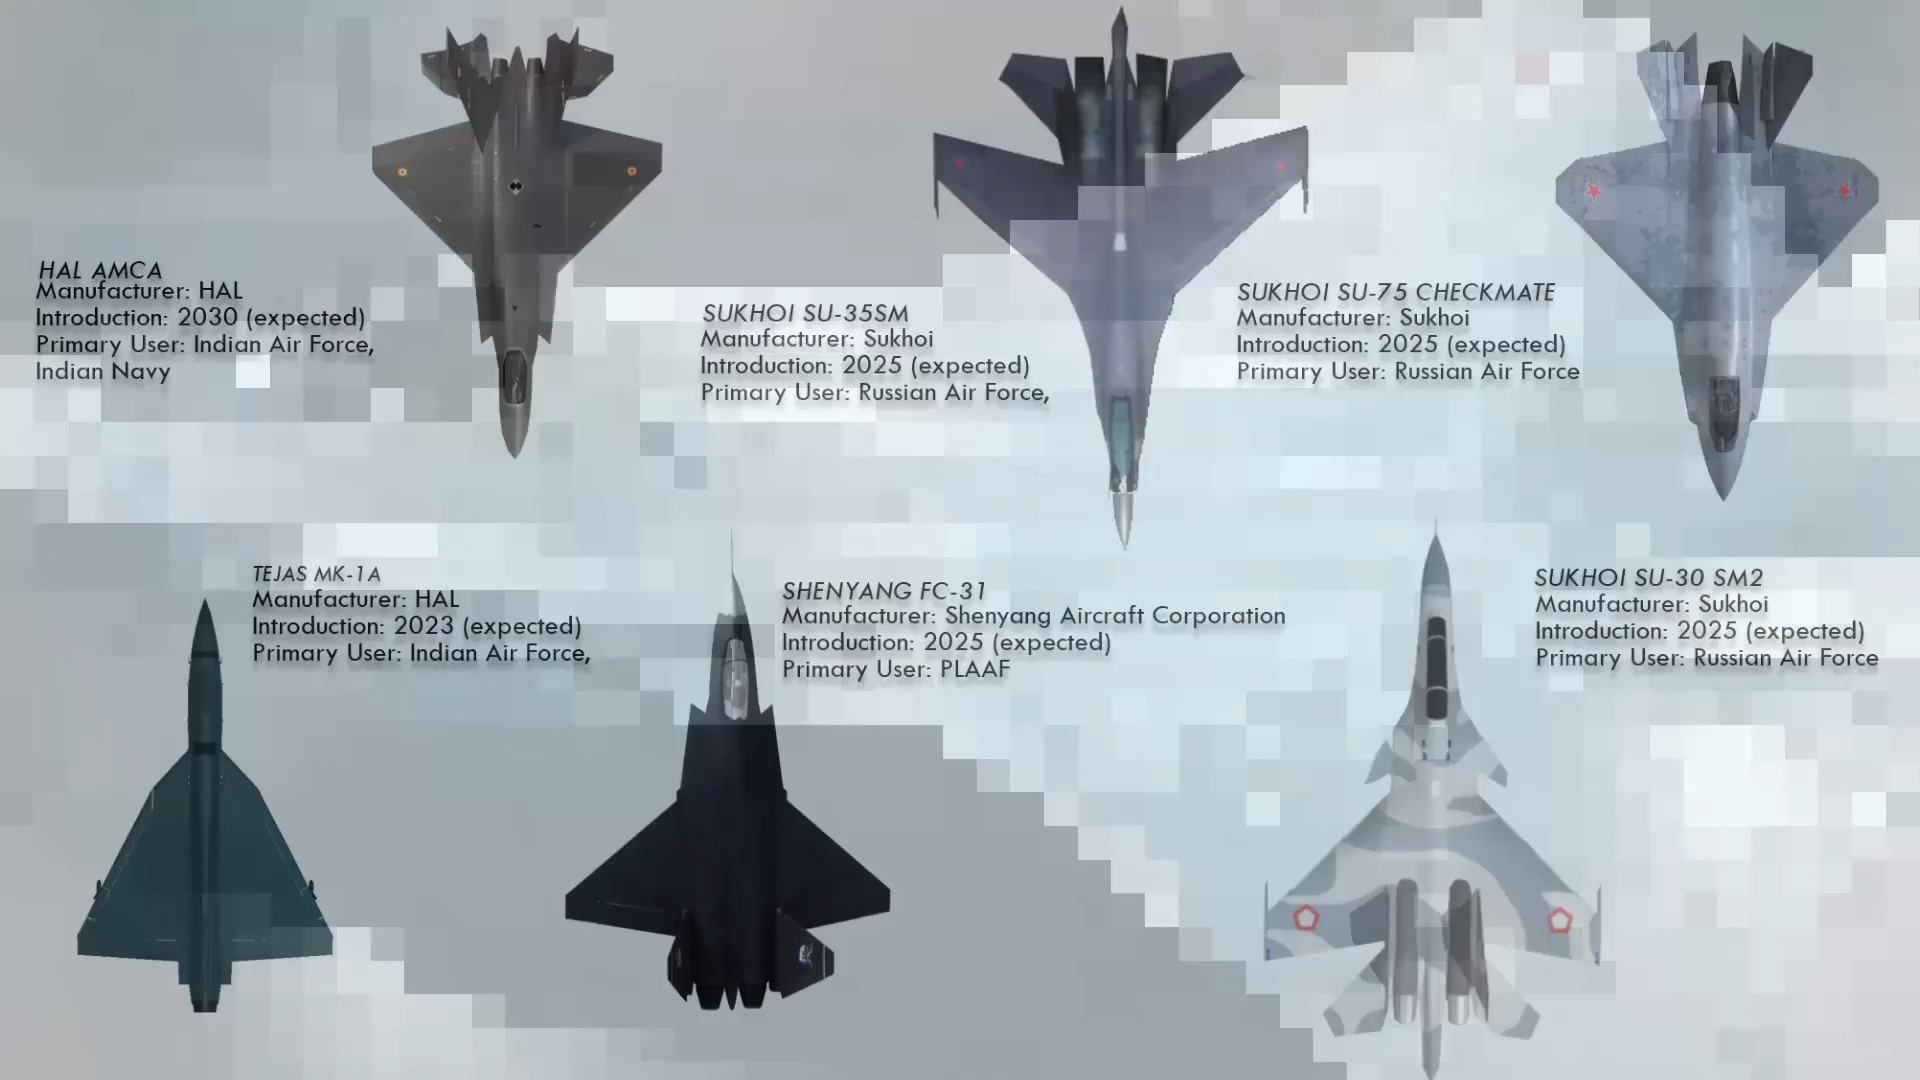 HAL AMCA
Manufacturer: HAL
Introduction: 2030 (expected)
Primary User: Indian Air Force,
Indian Navy
SUKHOI SU-35SM
Manufacturer: Sukhoi
Introduction: 2025 (expected)
Primary User: Russian Air Force,
SUKHOI SU-75 CHECKMATE
Manufacturer: Sukhoi
Introduction: 2025 (expected)
Primary User: Russian Air Force
TEJAS MK-1A
Manufacturer: HAL
Introduction: 2023 (expected)
Primary User: Indian Air Force,
SHENYANG FC-31
Manufacturer: Shenyang Aircraft Corporation
Introduction: 2025 (expected)
Primary User: PLAAF
SUKHOI SU-30 SM2
Manufacturer: Sukhoi
Introduction: 2025 (expected)
Primary User: Russian Air Force